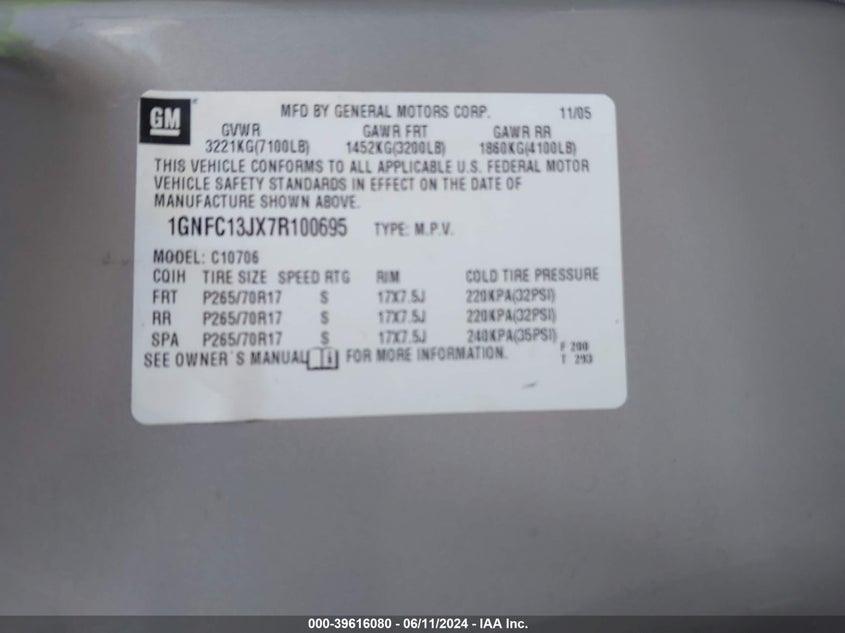 GM
MFD BY GENERAL MOTORS CORP. 11/05
GVWR GAWR FRT GAWR RR
3221KG(7100LB) 1452KG(3200LB) 1860KG(4100LB)
THIS VEHICLE CONFORMS TO ALL APPLICABLE U.S. FEDERAL MOTOR
VEHICLE SAFETY STANDARDS IN EFFECT ON THE DATE OF
MANUFACTURE SHOWN ABOVE.
1GNFC13JX7R100695 TYPE: M.P.V.
MODEL: C10706
CQIH TIRE SIZE SPEED RTG RIM COLD TIRE PRESSURE
FRT P265/70R17 S 17X7.5J 220KPA(32PSI)
RR P265/70R17 S 17X7.5J 220KPA(32PSI)
SPA P265/70R17 S 17X7.5J 240KPA(35PSI)
SEE OWNER'S MANUAL FOR MORE INFORMATION.
F 200
T 293
000-39616080 - 06/11/2024 - IAA Inc.